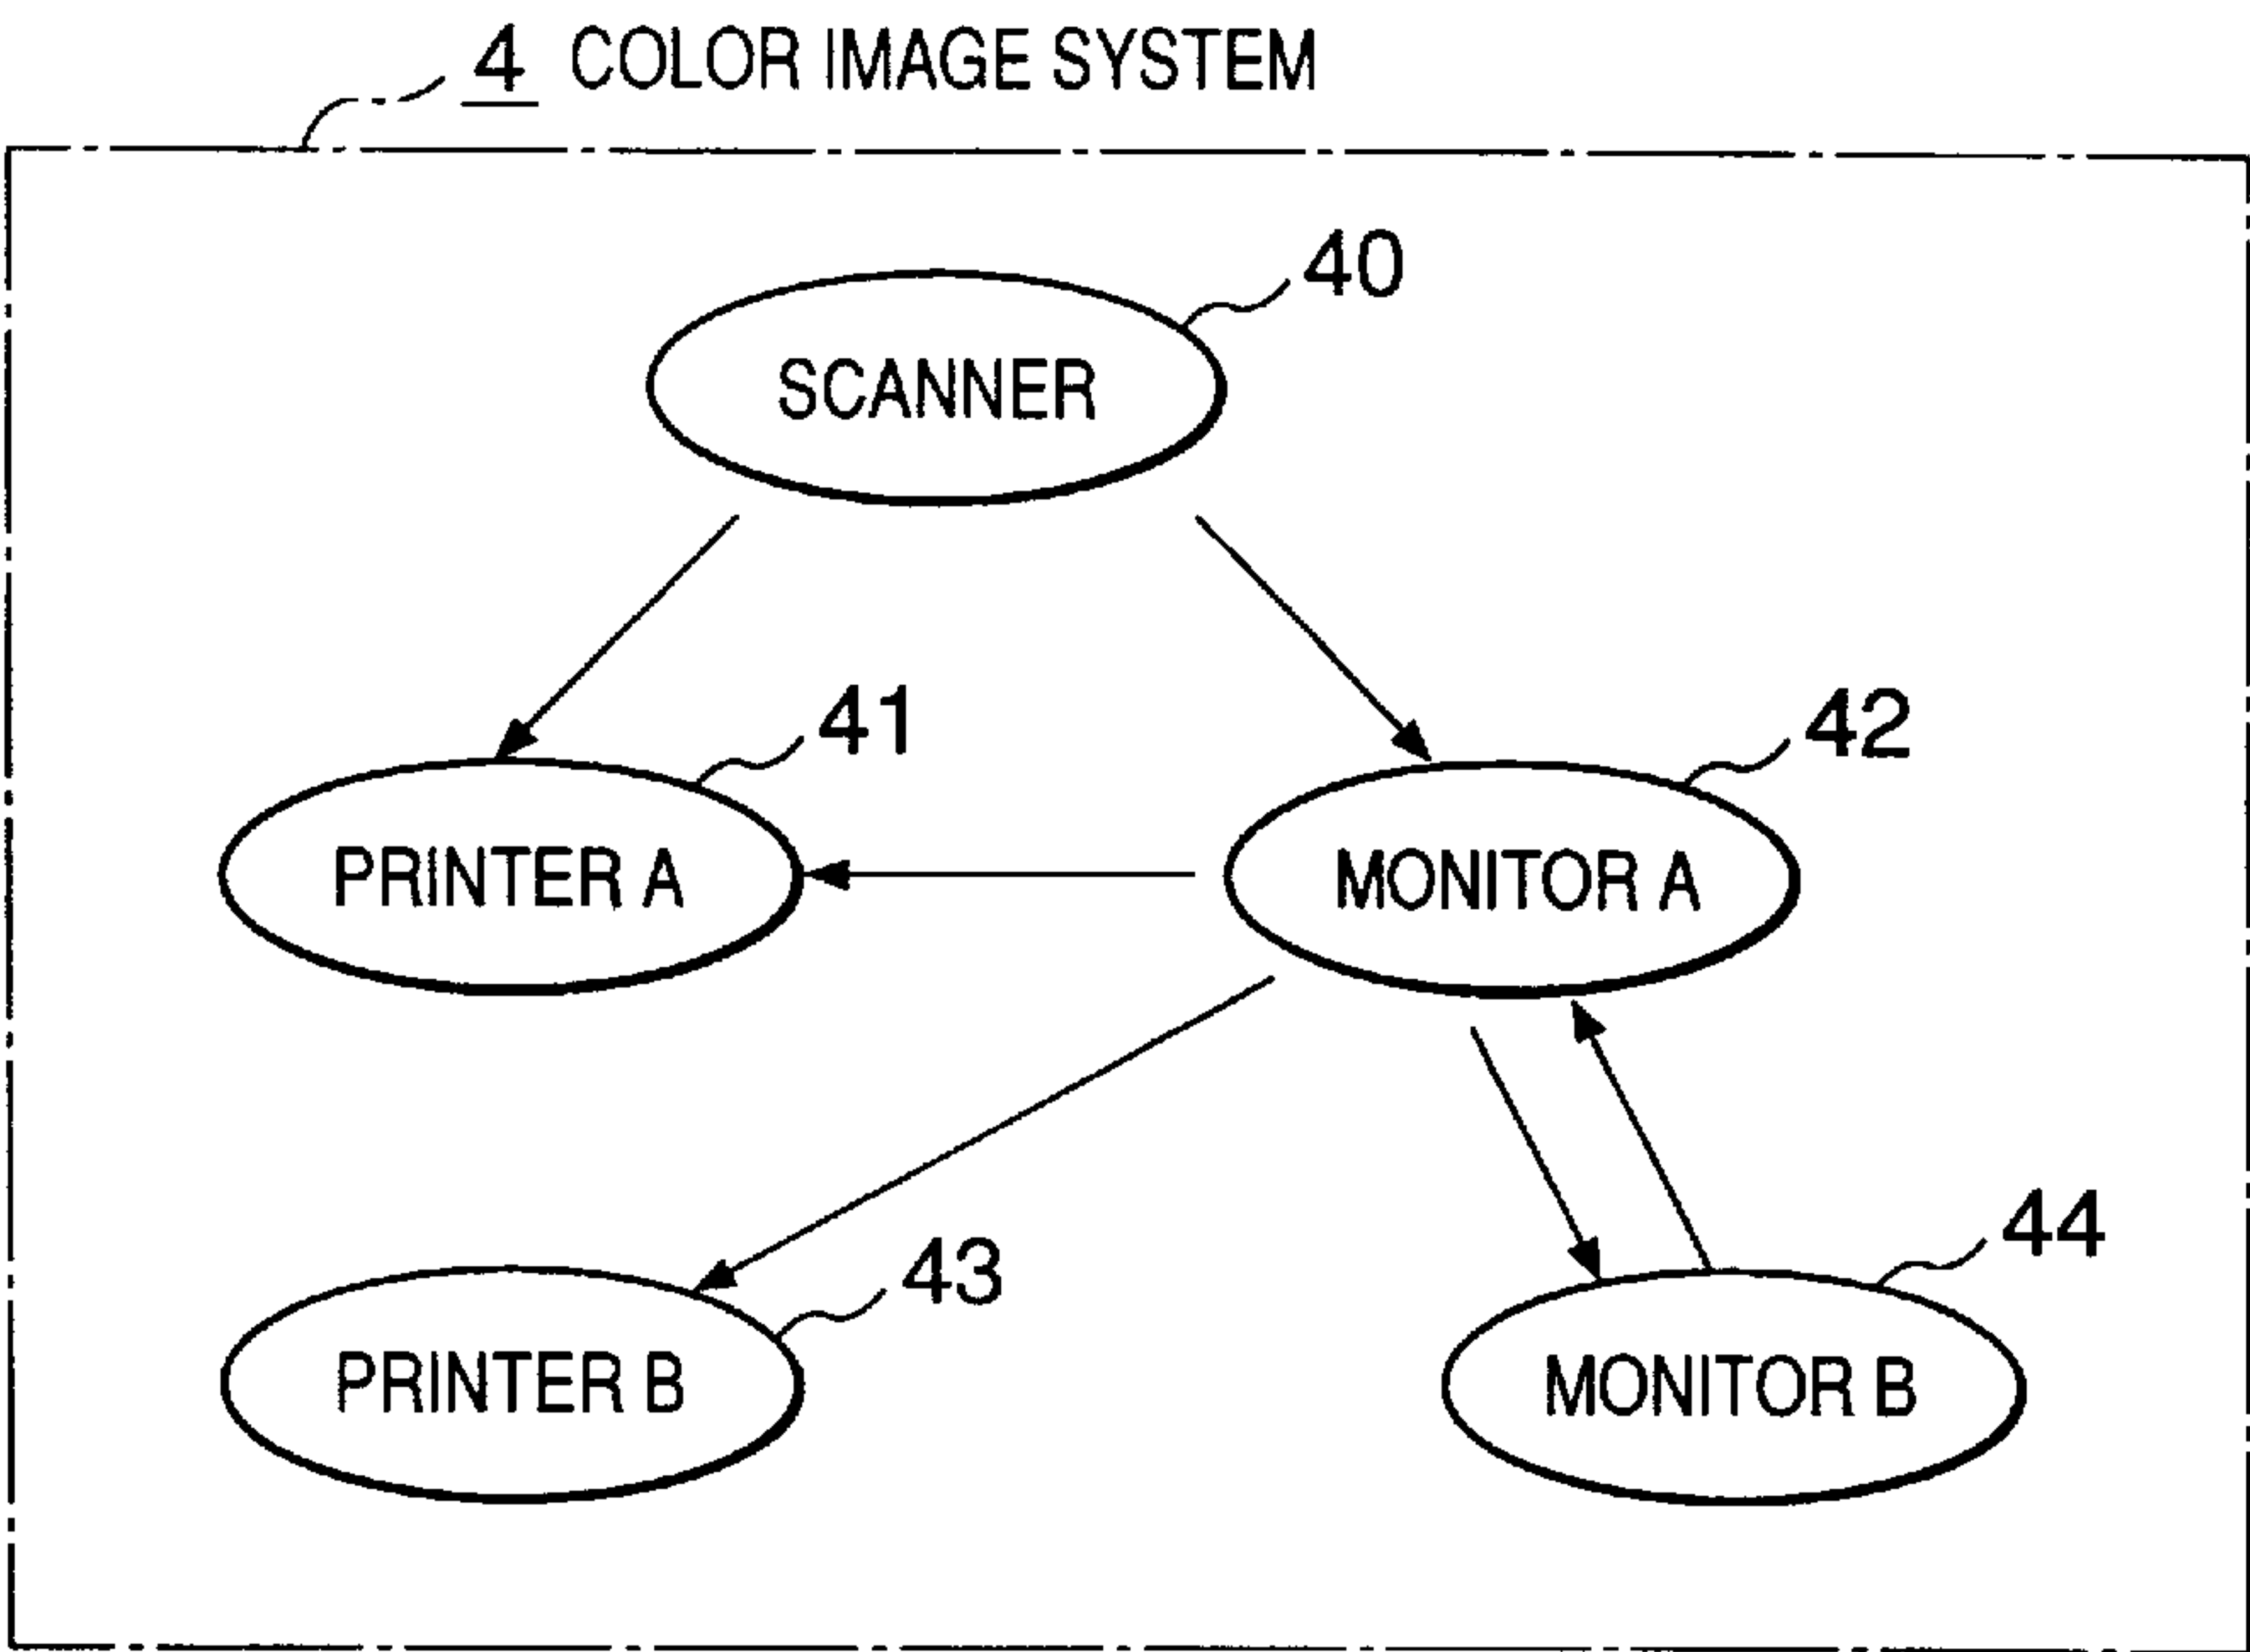 4 COLOR IMAGE SYSTEM
40
SCANNER
41
42
PRINTER A
MONITOR A
43
44
PRINTER B
MONITOR B